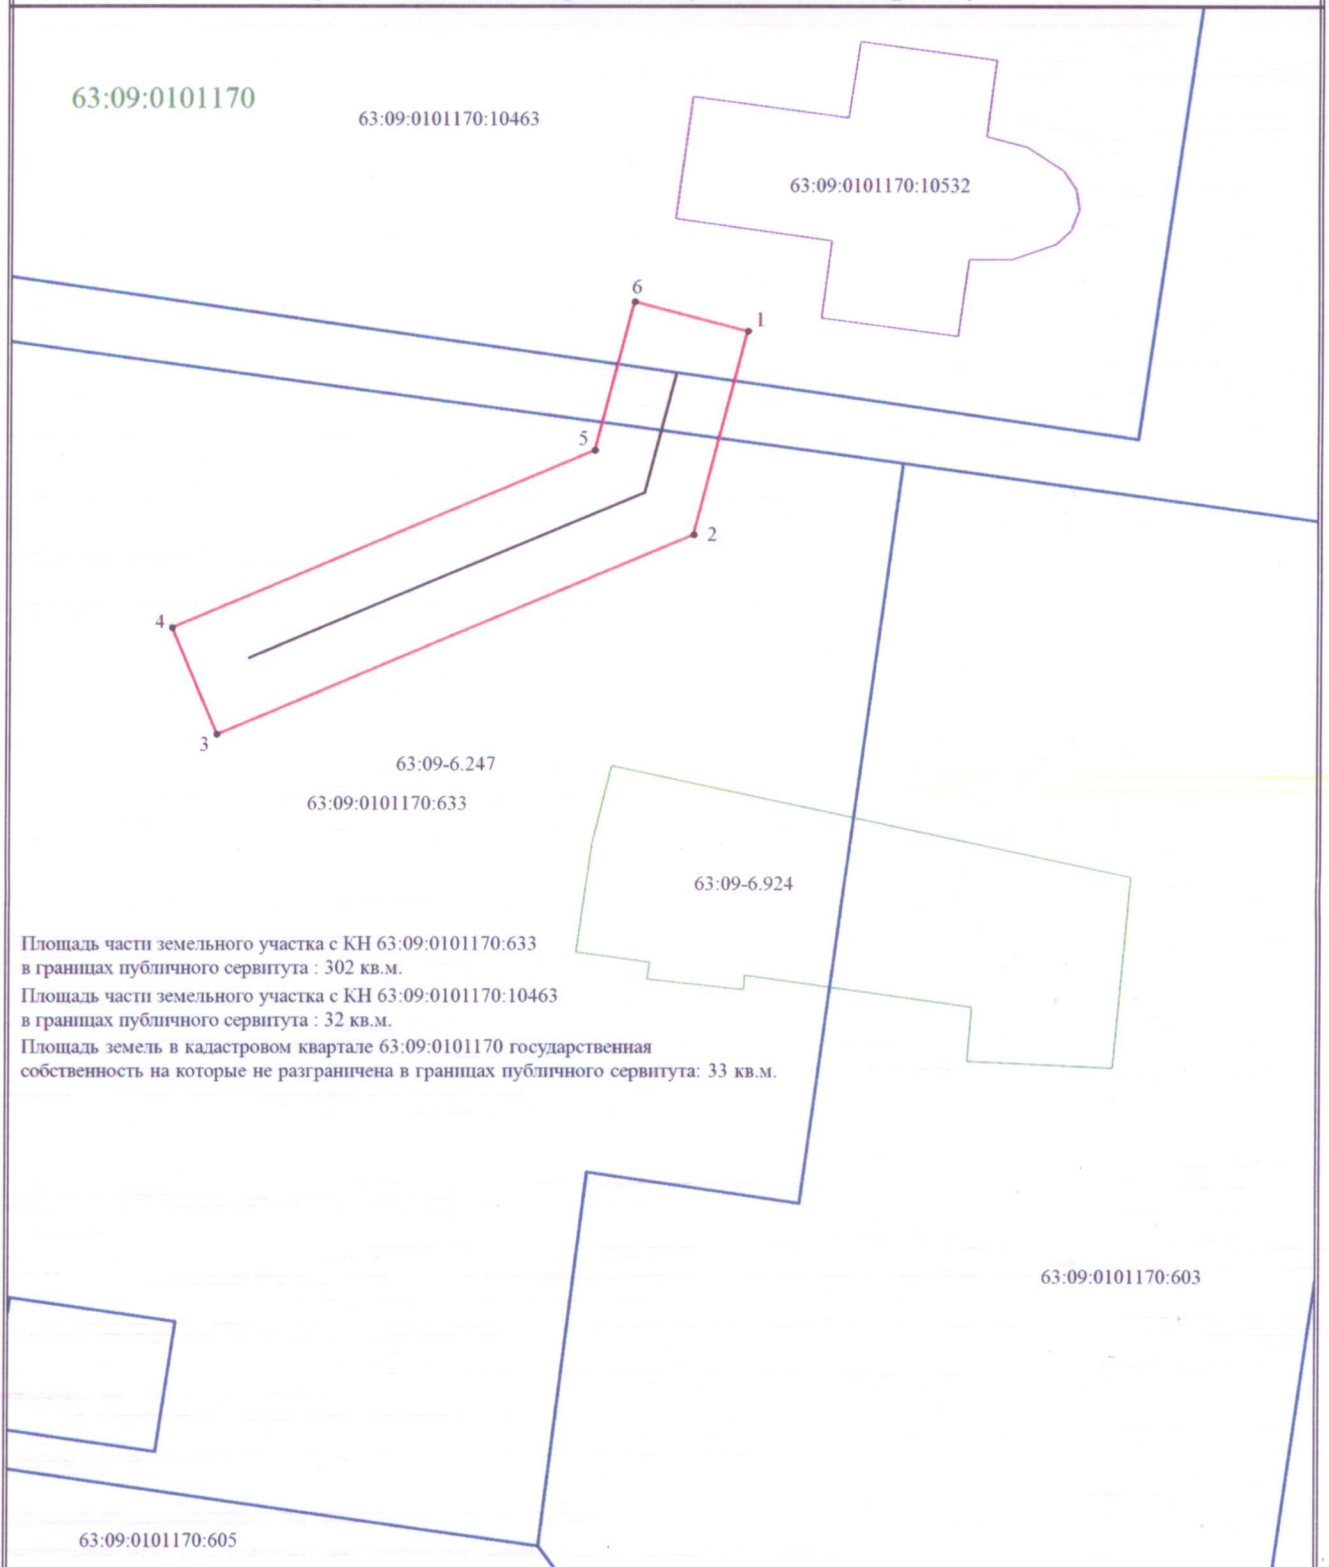 63:09:0101170
63:09:0101170:10463
63:09:0101170:10532
6
1
5
2
4
3
63:09-6.247
63:09:0101170:633
63:09-6.924
Площадь части земельного участка с КН 63:09:0101170:633
в границах публичного сервитута : 302 кв.м.
Площадь части земельного участка с КН 63:09:0101170:10463
в границах публичного сервитута : 32 кв.м.
Площадь земель в кадастровом квартале 63:09:0101170 государственная
собственность на которые не разграничена в границах публичного сервитута: 33 кв.м.
63:09:0101170:603
63:09:0101170:605